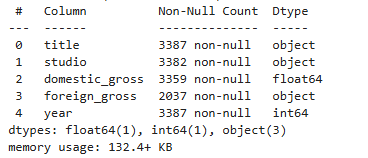 #   Column          Non-Null Count  Dtype
---  ------          --------------  -----
 0   title           3387 non-null   object
 1   studio          3382 non-null   object
 2   domestic_gross  3359 non-null   float64
 3   foreign_gross   2037 non-null   object
 4   year            3387 non-null   int64
dtypes: float64(1), int64(1), object(3)
memory usage: 132.4+ KB